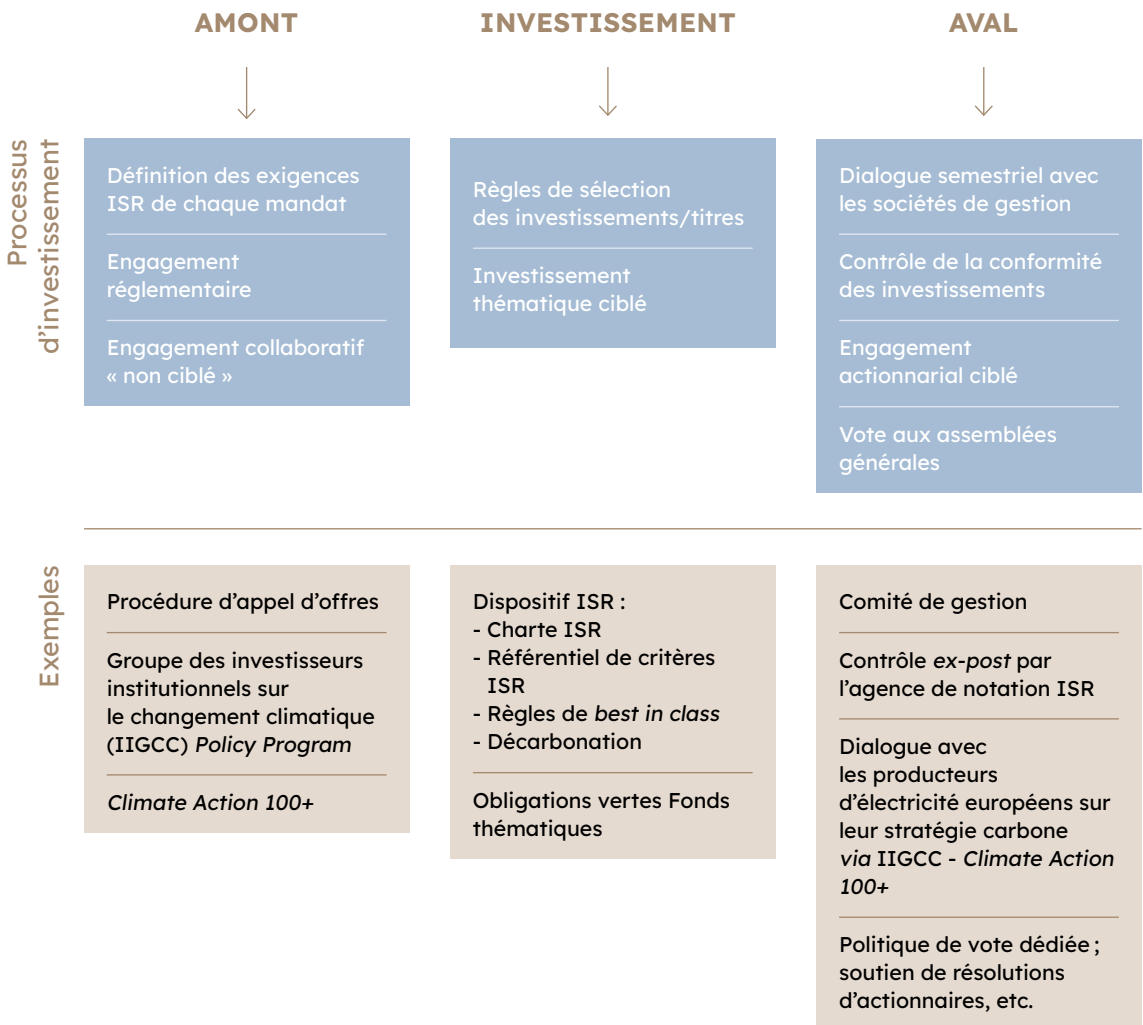 AMONT
INVESTISSEMENT
AVAL
Processus
d'investissement
Définition des exigences
ISR de chaque mandat
Engagement
réglementaire
Engagement collaboratif
« non ciblé »
Règles de sélection
des investissements/titres
Investissement
thématique ciblé
Dialogue semestriel avec
les sociétés de gestion
Contrôle de la conformité
des investissements
Engagement
actionnarial ciblé
Vote aux assemblées
générales
Exemples
Procédure d'appel d'offres
Groupe des investisseurs
institutionnels sur
le changement climatique
(IIGCC) Policy Program
Climate Action 100+
Dispositif ISR :
- Charte ISR
- Référentiel de critères
ISR
- Règles de best in class
- Décarbonation
Obligations vertes Fonds
thématiques
Comité de gestion
Contrôle ex-post par
l'agence de notation ISR
Dialogue avec
les producteurs
d'électricité européens sur
leur stratégie carbone
via IIGCC - Climate Action
100+
Politique de vote dédiée ;
soutien de résolutions
d'actionnaires, etc.